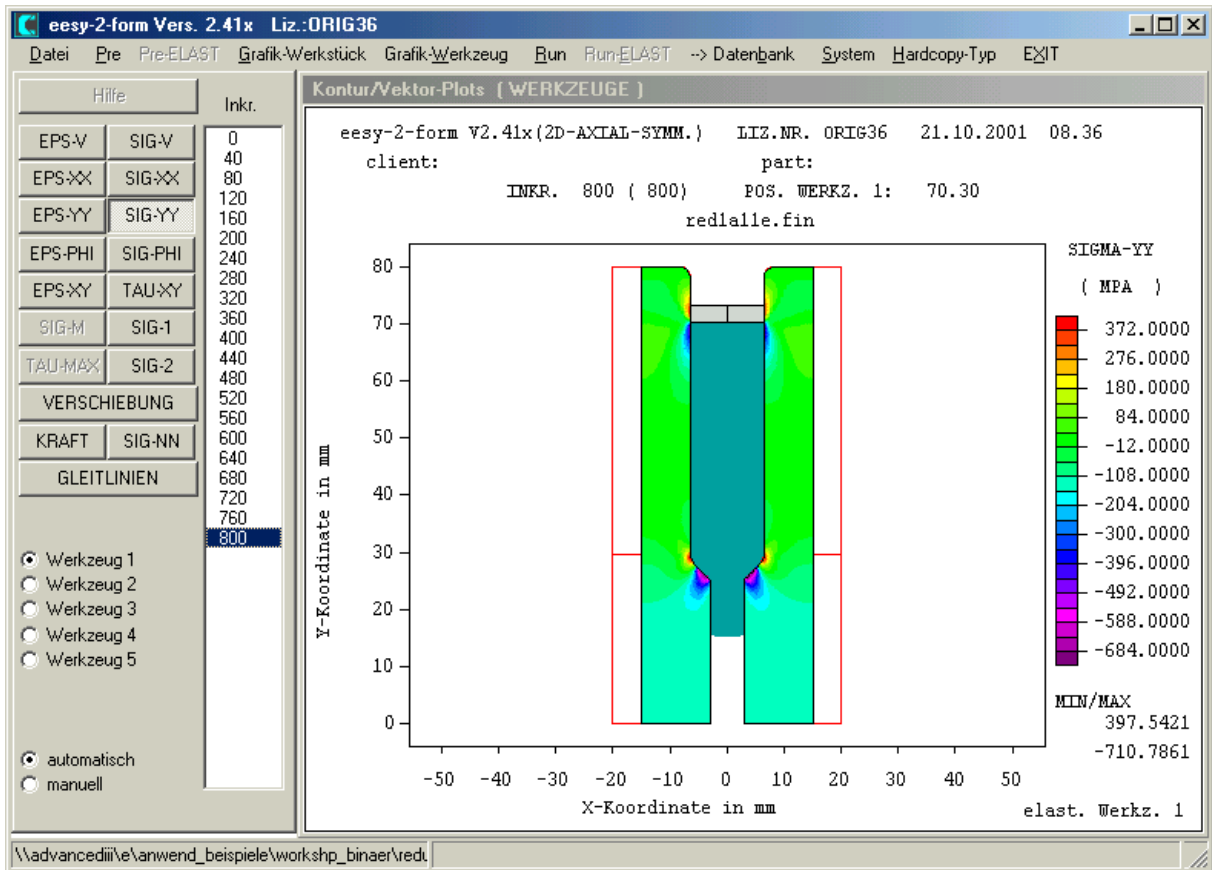 eesy-2-form Vers. 2.41x Liz.:ORIG36
Datei Pre Pre-ELAST Grafik-Werkstück Grafik-Werkzeug Run Run-ELAST --> Datenbank System Hardcopy-Typ EXIT
Hilfe
Inkr.
EPS-V SIG-V
EPS-XX SIG-XX
EPS-YY SIG-YY
EPS-PHI SIG-PHI
EPS-XY TAU-XY
SIG-M SIG-1
TAU-MAX SIG-2
VERSCHIEBUNG
KRAFT SIG-NN
GLEITLINIEN
0
40
80
120
160
200
240
280
320
360
400
440
480
520
560
600
640
680
720
760
800
Werkzeug 1
Werkzeug 2
Werkzeug 3
Werkzeug 4
Werkzeug 5
automatisch
manuell
Kontur/Vektor-Plots ( WERKZEUGE )
eesy-2-form V2.41x(2D-AXIAL-SYMM.) LIZ.NR. ORIG36 21.10.2001 08.36
client: part:
INKR. 800 ( 800) POS. WERKZ. 1: 70.30
redlalle.fin
Y-Koordinate in mm
80
70
60
50
40
30
20
10
0
-50 -40 -30 -20 -10 0 10 20 30 40 50
X-Koordinate in mm
SIGMA-YY
( MPA )
372.0000
276.0000
180.0000
84.0000
-12.0000
-108.0000
-204.0000
-300.0000
-396.0000
-492.0000
-588.0000
-684.0000
MIN/MAX
397.5421
-710.7861
elast. Werkz. 1
\\advancediii\e\anwend_beispiele\workshp_binaer\redu